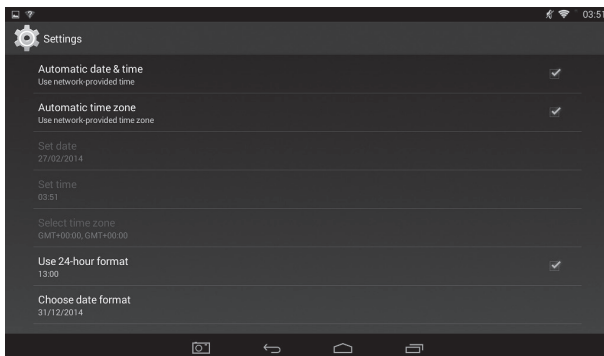 03:51
Settings
Automatic date & time
Use network-provided time
Automatic time zone
Use network-provided time zone
Set date
27/02/2014
Set time
03:51
Select time zone
GMT+00:00, GMT+00:00
Use 24-hour format
13:00
Choose date format
31/12/2014